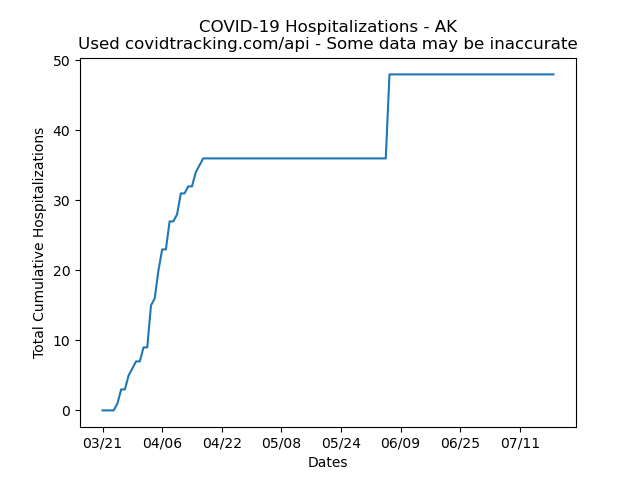 COVID-19 Hospitalizations - AK
Used covidtracking.com/api - Some data may be inaccurate
Total Cumulative Hospitalizations
50
40
30
20
10
0
03/21 04/06 04/22 05/08 05/24 06/09 06/25 07/11
Dates